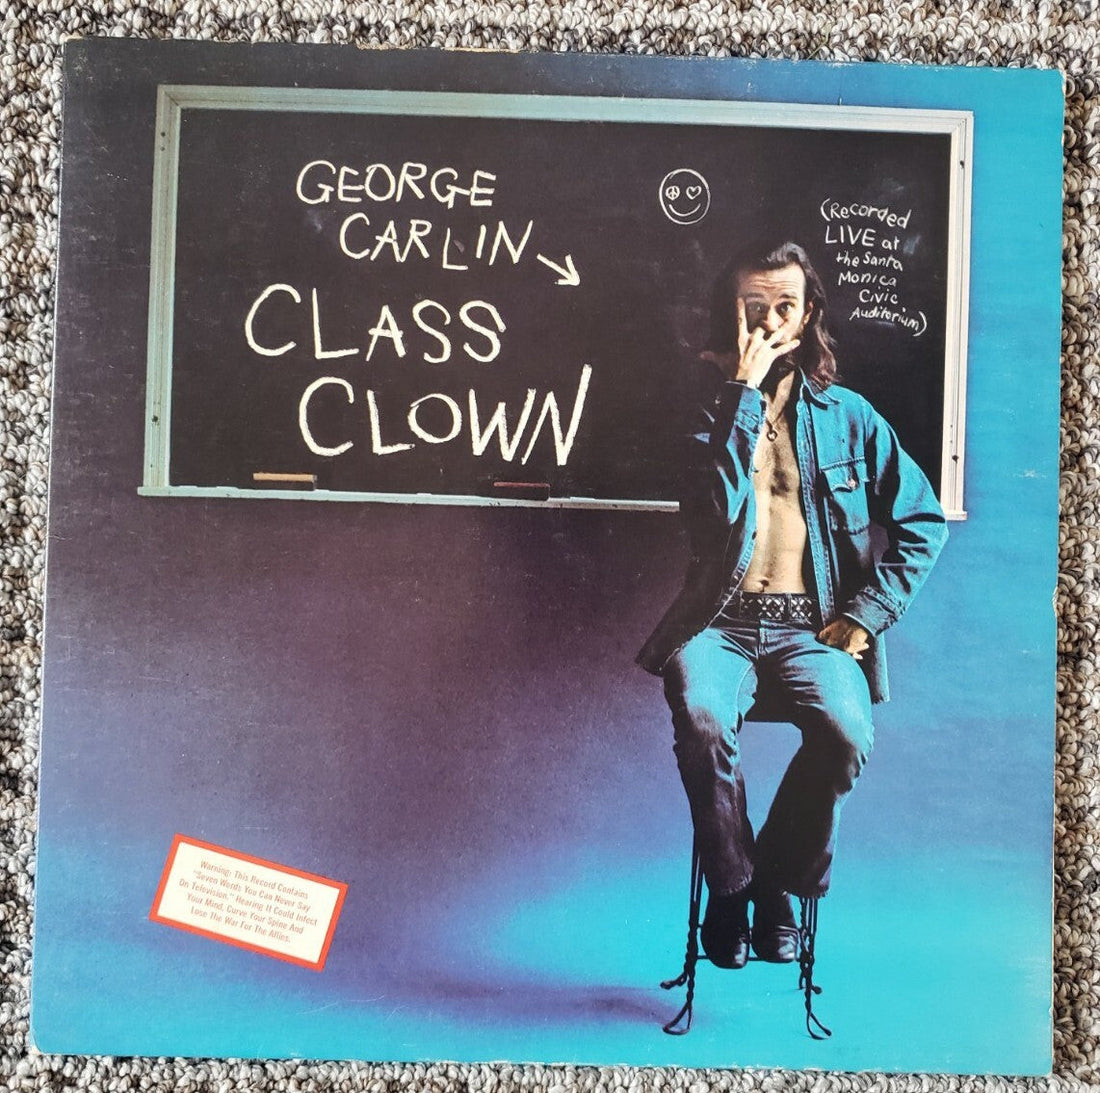 GEORGE
CARLIN
CLASS
CLOWN
(Recorded
LIVE at
the Santa
Monica
Civic
Auditorium)
Warning: This Record Contains
"Seven Words You Can Never Say
On Television." Hearing It Could Infect
Your Mind, Curve Your Spine And
Lose The War For The Allies.